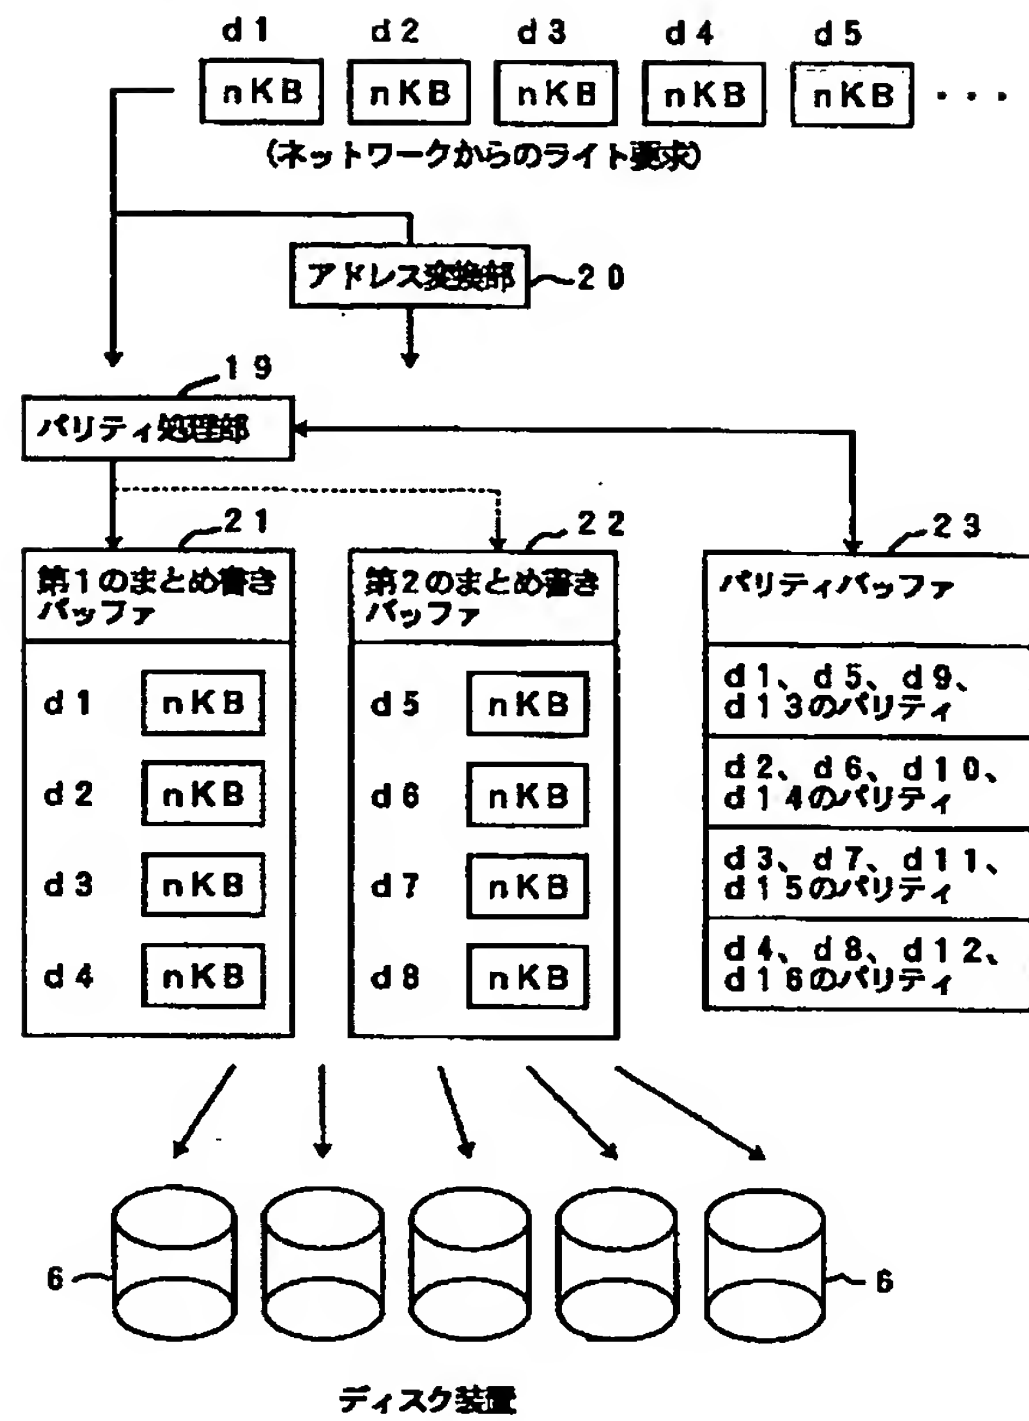 d1 d2 d3 d4 d5
nKB nKB nKB nKB nKB ・・・
(ネットワークからのライト要求)
アドレス変換部 20
19
パリティ処理部
21 22 23
第1のまとめ書き
バッファ
第2のまとめ書き
バッファ
パリティバッファ
d1 nKB
d2 nKB
d3 nKB
d4 nKB
d5 nKB
d6 nKB
d7 nKB
d8 nKB
d1、d5、d9、
d13のパリティ
d2、d6、d10、
d14のパリティ
d3、d7、d11、
d15のパリティ
d4、d8、d12、
d16のパリティ
6 6
ディスク装置